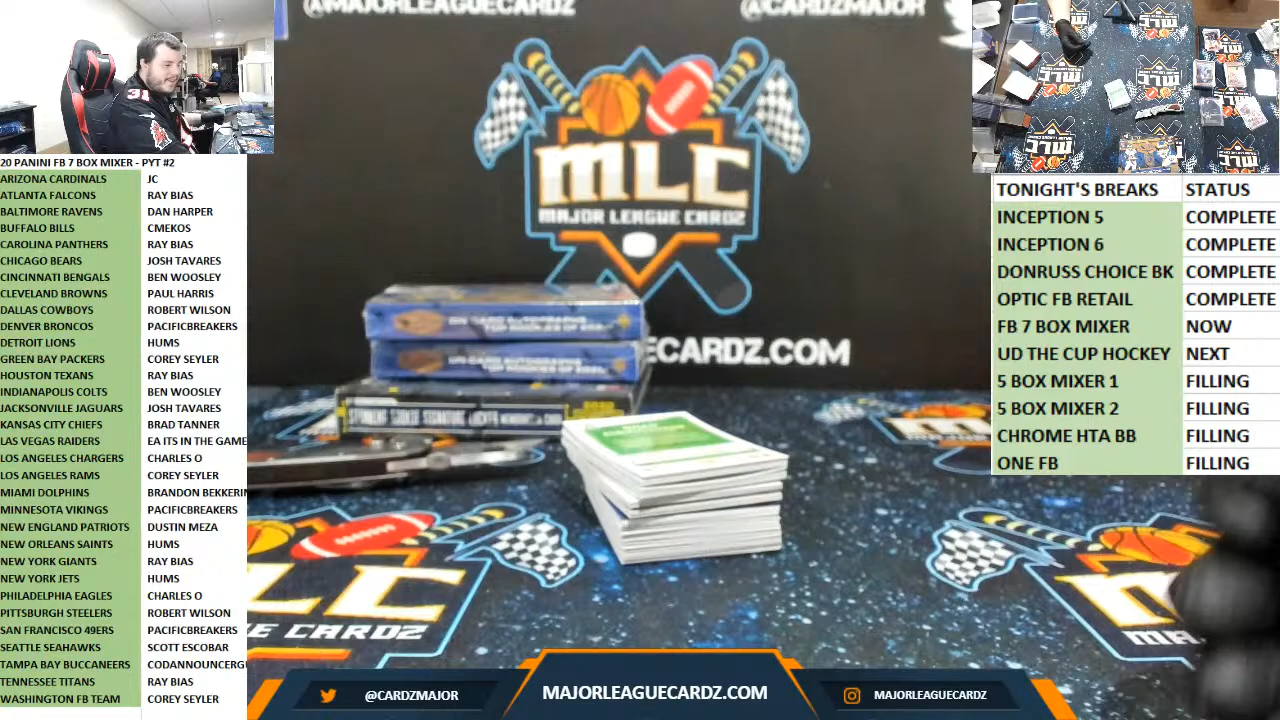 @MAJORLEAGUECARDZ
@CARDZMAJOR
MLC
MAJOR LEAGUE CARDZ
20 PANINI FB 7 BOX MIXER - PYT #2
ARIZONA CARDINALS JC
ATLANTA FALCONS RAY BIAS
BALTIMORE RAVENS DAN HARPER
BUFFALO BILLS CMEKOS
CAROLINA PANTHERS RAY BIAS
CHICAGO BEARS JOSH TAVARES
CINCINNATI BENGALS BEN WOOSLEY
CLEVELAND BROWNS PAUL HARRIS
DALLAS COWBOYS ROBERT WILSON
DENVER BRONCOS PACIFICBREAKERS
DETROIT LIONS HUMS
GREEN BAY PACKERS COREY SEYLER
HOUSTON TEXANS RAY BIAS
INDIANAPOLIS COLTS BEN WOOSLEY
JACKSONVILLE JAGUARS JOSH TAVARES
KANSAS CITY CHIEFS BRAD TANNER
LAS VEGAS RAIDERS EA ITS IN THE GAME
LOS ANGELES CHARGERS CHARLES O
LOS ANGELES RAMS COREY SEYLER
MIAMI DOLPHINS BRANDON BEKKERIN
MINNESOTA VIKINGS PACIFICBREAKERS
NEW ENGLAND PATRIOTS DUSTIN MEZA
NEW ORLEANS SAINTS HUMS
NEW YORK GIANTS RAY BIAS
NEW YORK JETS HUMS
PHILADELPHIA EAGLES CHARLES O
PITTSBURGH STEELERS ROBERT WILSON
SAN FRANCISCO 49ERS PACIFICBREAKERS
SEATTLE SEAHAWKS SCOTT ESCOBAR
TAMPA BAY BUCCANEERS CODANNOUNCERGU
TENNESSEE TITANS RAY BIAS
WASHINGTON FB TEAM COREY SEYLER
TONIGHT'S BREAKS STATUS
INCEPTION 5 COMPLETE
INCEPTION 6 COMPLETE
DONRUSS CHOICE BK COMPLETE
OPTIC FB RETAIL COMPLETE
FB 7 BOX MIXER NOW
UD THE CUP HOCKEY NEXT
5 BOX MIXER 1 FILLING
5 BOX MIXER 2 FILLING
CHROME HTA BB FILLING
ONE FB FILLING
ECARDZ.COM
ON-CARD AUTOGRAPHS
LC
E CARDZ
@CARDZMAJOR
MAJORLEAGUECARDZ.COM
MAJORLEAGUECARDZ